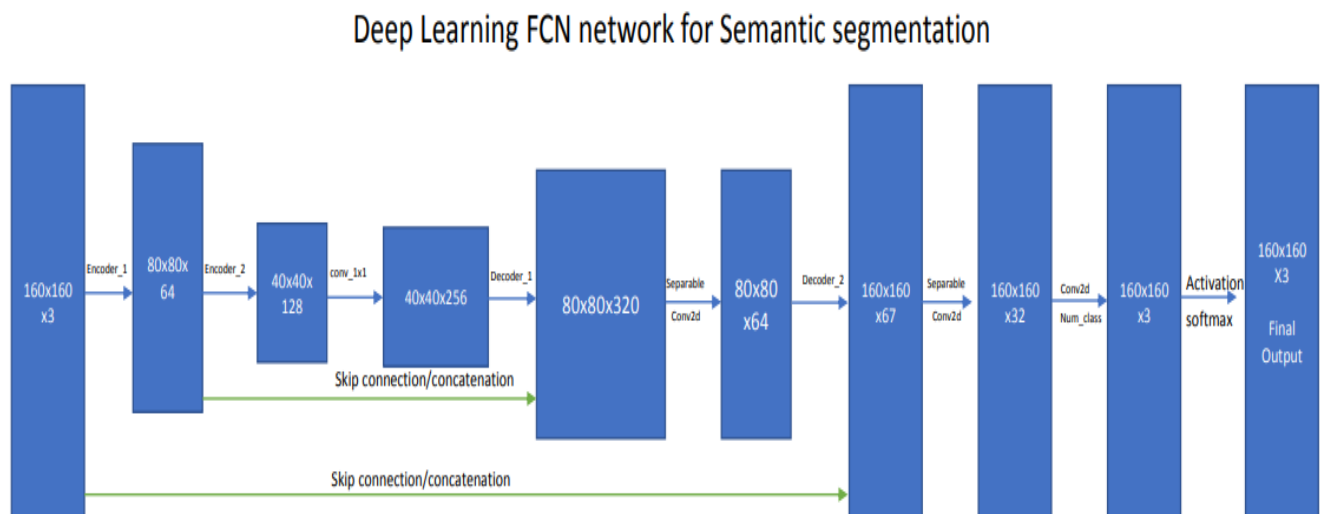 Deep Learning FCN network for Semantic segmentation
160x160
x3
Encoder_1
80x80x
64
Encoder_2
40x40x
128
conv_1x1
40x40x256
Decoder_1
80x80x320
Separable
Conv2d
80x80
x64
Decoder_2
160x160
x67
Separable
Conv2d
160x160
x32
Conv2d
Num_class
160x160
x3
Activation
softmax
160x160
X3
Final
Output
Skip connection/concatenation
Skip connection/concatenation